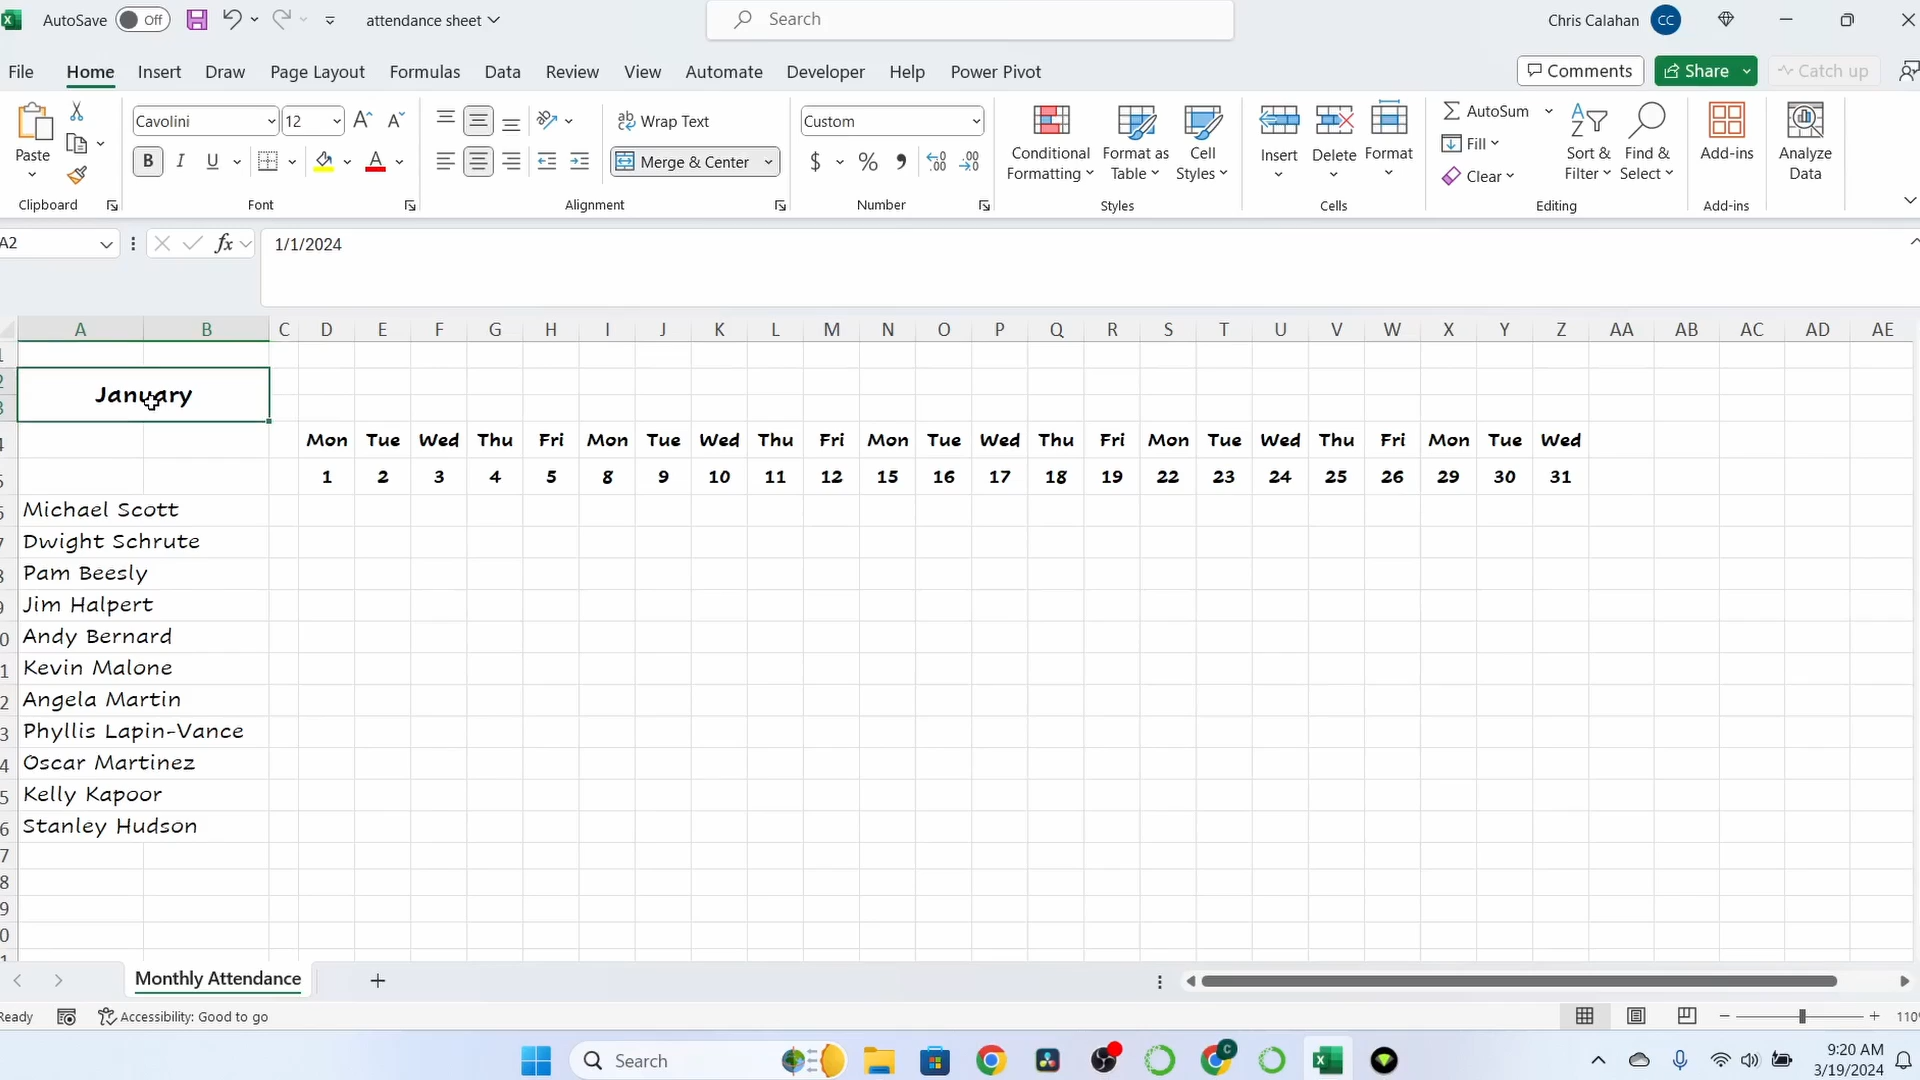 AutoSave Off attendance sheet Search Chris Calahan CC
File Home Insert Draw Page Layout Formulas Data Review View Automate Developer Help Power Pivot Comments Share Catch up
Paste
Cavolini 12
B I U A
Wrap Text
Merge & Center
Custom
$ % ,
Conditional Formatting
Format as Table
Cell Styles
Insert Delete Format
AutoSum
Fill
Clear
Sort & Filter
Find & Select
Add-ins
Analyze Data
Clipboard Font Alignment Number Styles Cells Editing Add-ins
A2 fx 1/1/2024
A B C D E F G H I J K L M N O P Q R S T U V W X Y Z AA AB AC AD AE
January
Mon Tue Wed Thu Fri Mon Tue Wed Thu Fri Mon Tue Wed Thu Fri Mon Tue Wed Thu Fri Mon Tue Wed
1 2 3 4 5 8 9 10 11 12 15 16 17 18 19 22 23 24 25 26 29 30 31
Michael Scott
Dwight Schrute
Pam Beesly
Jim Halpert
Andy Bernard
Kevin Malone
Angela Martin
Phyllis Lapin-Vance
Oscar Martinez
Kelly Kapoor
Stanley Hudson
Monthly Attendance
Ready Accessibility: Good to go
Search
9:20 AM
3/19/2024